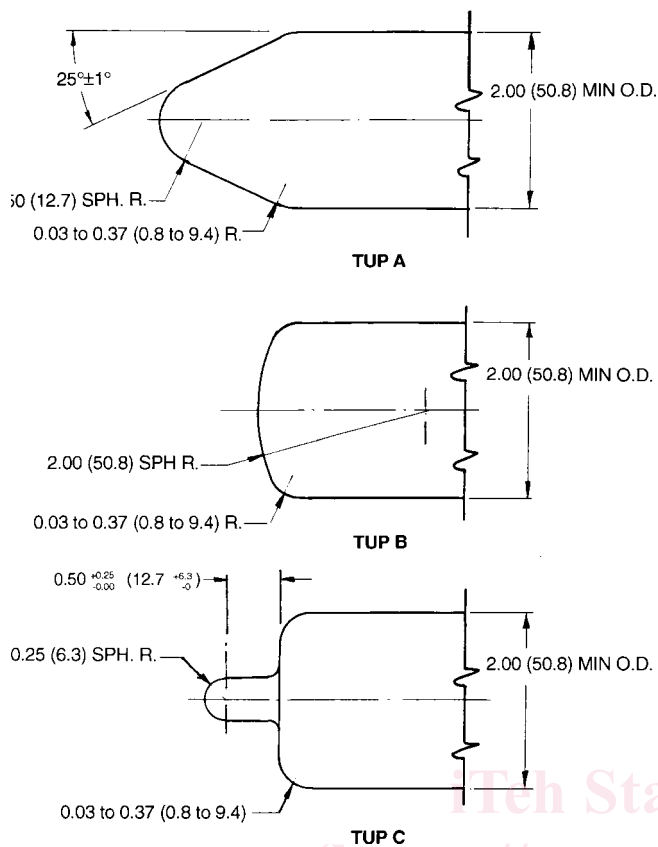 25°±1°
2.00 (50.8) MIN O.D.
50 (12.7) SPH. R.
0.03 to 0.37 (0.8 to 9.4) R.
TUP A
2.00 (50.8) MIN O.D.
2.00 (50.8) SPH R.
0.03 to 0.37 (0.8 to 9.4) R.
TUP B
0.50 +0.25 -0.00 (12.7 +6.3 -0)
0.25 (6.3) SPH. R.
2.00 (50.8) MIN O.D.
0.03 to 0.37 (0.8 to 9.4)
TUP C
iTeh Sta